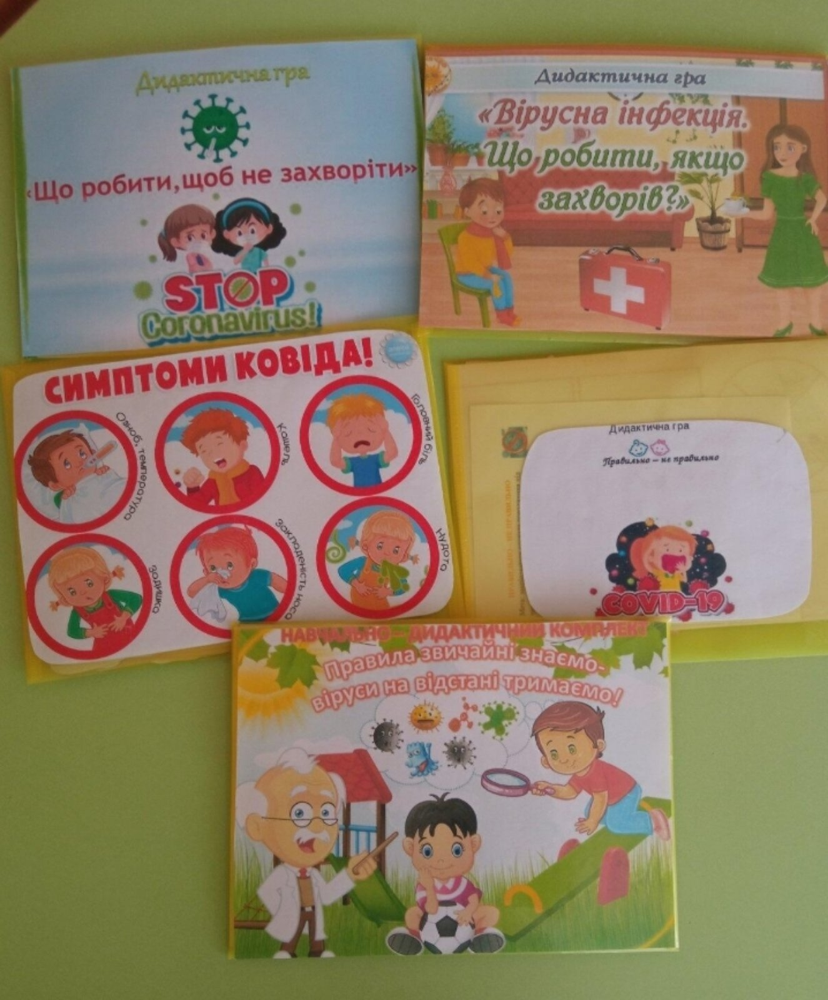 Дидактична гра
«Що робити, щоб не захворіти»
STOP
Coronavirus!
Дидактична гра
«Вірусна інфекція.
Що робити, якщо
захворів?»
СИМПТОМИ КОВІДА!
Озноб, температура
Кашель
Головний біль
Задишка
Закладеність носа
Нудота
Дидактична гра
Правильно – не правильно
COVID-19
НАВЧАЛЬНО – ДИДАКТИЧНИЙ КОМПЛЕКТ
Правила звичайні знаємо-
віруси на відстані тримаємо!